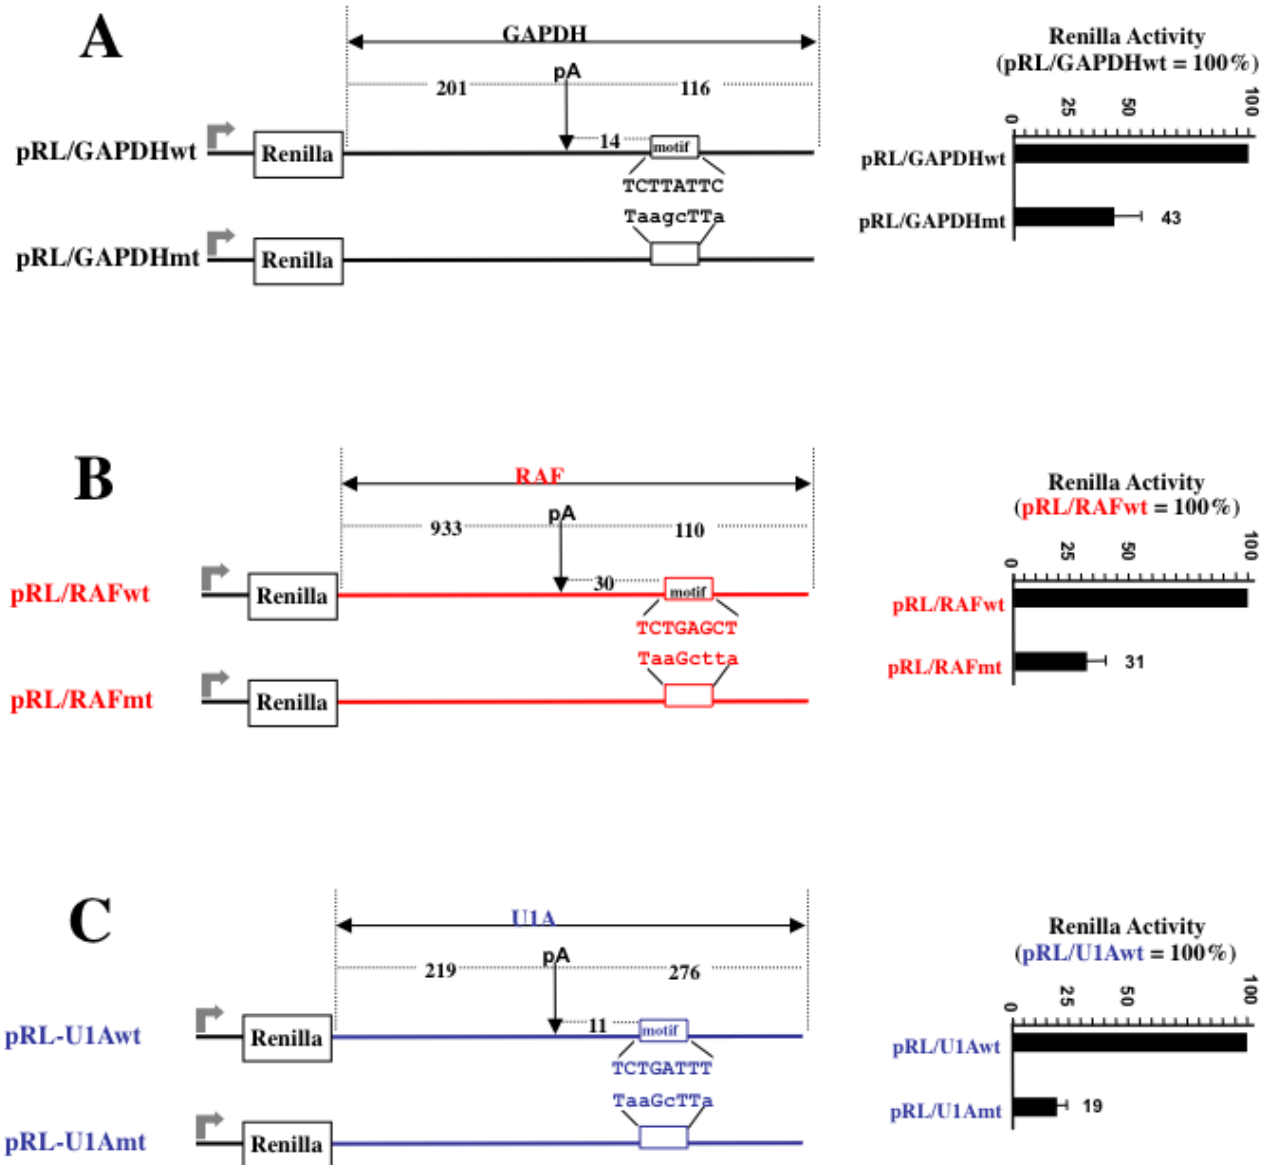 A
GAPDH
201 pA 116
pRL/GAPDHwt Renilla 14 motif
TCTTATTC
TaagcTTa
pRL/GAPDHmt Renilla
Renilla Activity
(pRL/GAPDHwt = 100%)
0 25 50 100
pRL/GAPDHwt
pRL/GAPDHmt 43
B
RAF
933 pA 110
pRL/RAFwt Renilla 30 motif
TCTGAGCT
TaaGctta
pRL/RAFmt Renilla
Renilla Activity
(pRL/RAFwt = 100%)
0 25 50 100
pRL/RAFwt
pRL/RAFmt 31
C
U1A
219 pA 276
pRL-U1Awt Renilla 11 motif
TCTGATTT
TaaGcTTa
pRL-U1Amt Renilla
Renilla Activity
(pRL/U1Awt = 100%)
0 25 50 100
pRL/U1Awt
pRL/U1Amt 19